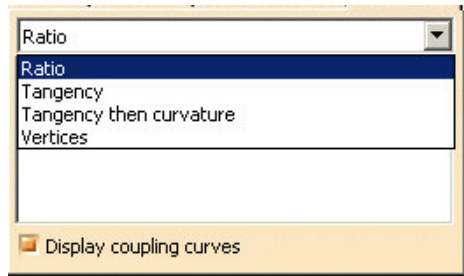 Ratio
Ratio
Tangency
Tangency then curvature
Vertices
Display coupling curves